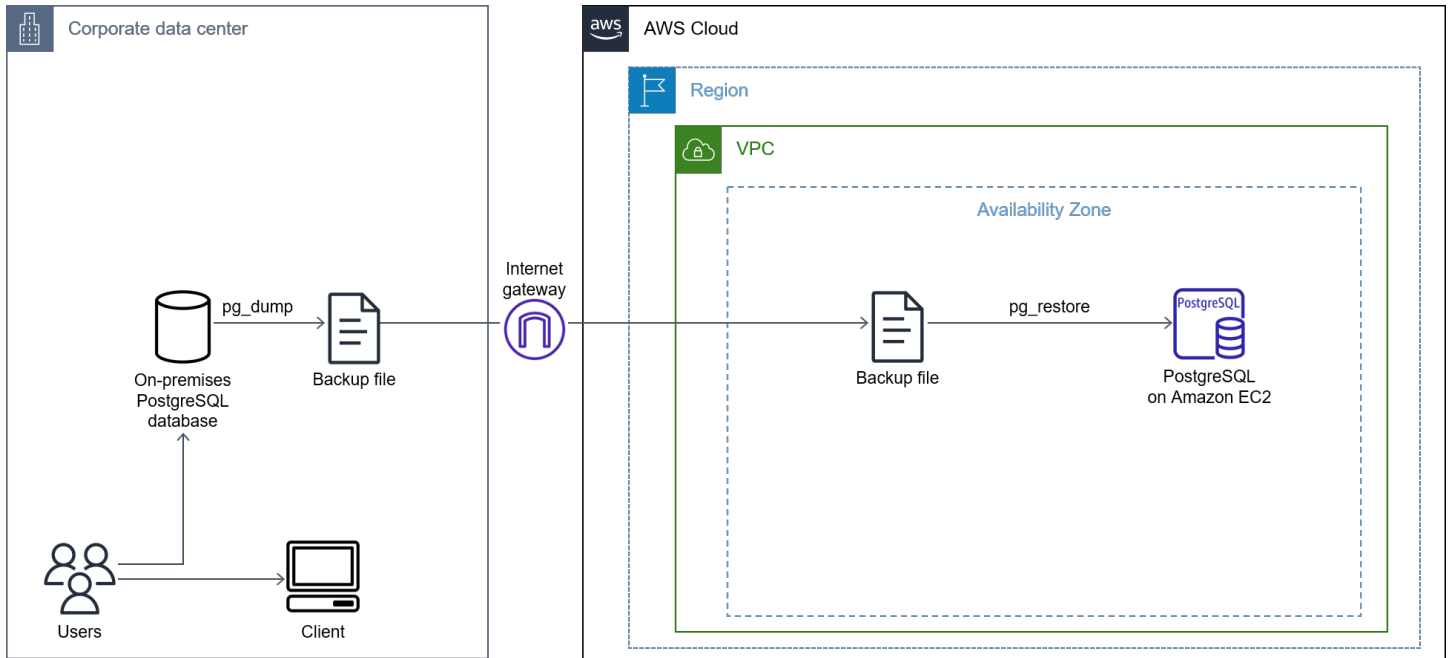 Corporate data center
aws
AWS Cloud
Region
VPC
Availability Zone
Internet
gateway
pg_dump
pg_restore
PostgreSQL
On-premises
PostgreSQL
database
Backup file
Backup file
PostgreSQL
on Amazon EC2
Users
Client